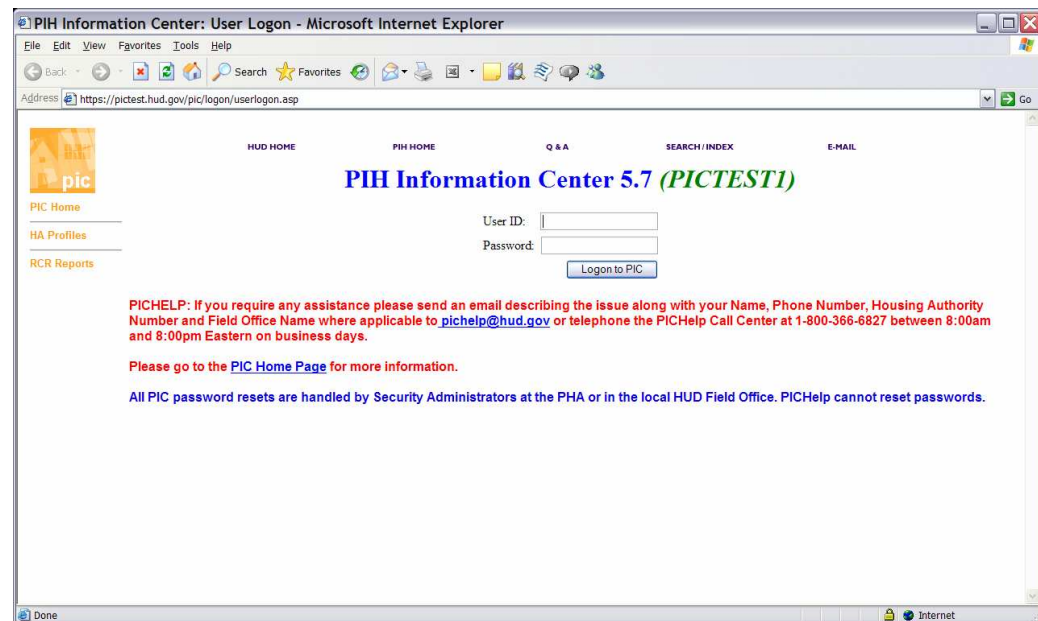 PIH Information Center: User Logon - Microsoft Internet Explorer
File Edit View Favorites Tools Help
Back Search Favorites
Address https://pictest.hud.gov/pic/logon/userlogon.asp Go
pic
HUD HOME PIH HOME Q & A SEARCH / INDEX E-MAIL
PIH Information Center 5.7 (PICTEST1)
PIC Home
HA Profiles
RCR Reports
User ID:
Password:
Logon to PIC
PICHELP: If you require any assistance please send an email describing the issue along with your Name, Phone Number, Housing Authority
Number and Field Office Name where applicable to pichelp@hud.gov or telephone the PICHelp Call Center at 1-800-366-6827 between 8:00am
and 8:00pm Eastern on business days.
Please go to the PIC Home Page for more information.
All PIC password resets are handled by Security Administrators at the PHA or in the local HUD Field Office. PICHelp cannot reset passwords.
Done Internet